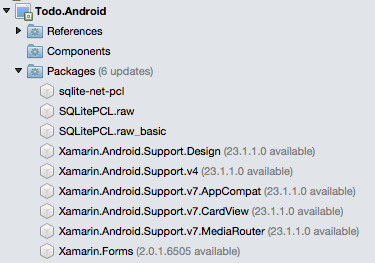 Todo.Android
References
Components
Packages (6 updates)
sqlite-net-pcl
SQLitePCL.raw
SQLitePCL.raw_basic
Xamarin.Android.Support.Design (23.1.1.0 available)
Xamarin.Android.Support.v4 (23.1.1.0 available)
Xamarin.Android.Support.v7.AppCompat (23.1.1.0 available)
Xamarin.Android.Support.v7.CardView (23.1.1.0 available)
Xamarin.Android.Support.v7.MediaRouter (23.1.1.0 available)
Xamarin.Forms (2.0.1.6505 available)